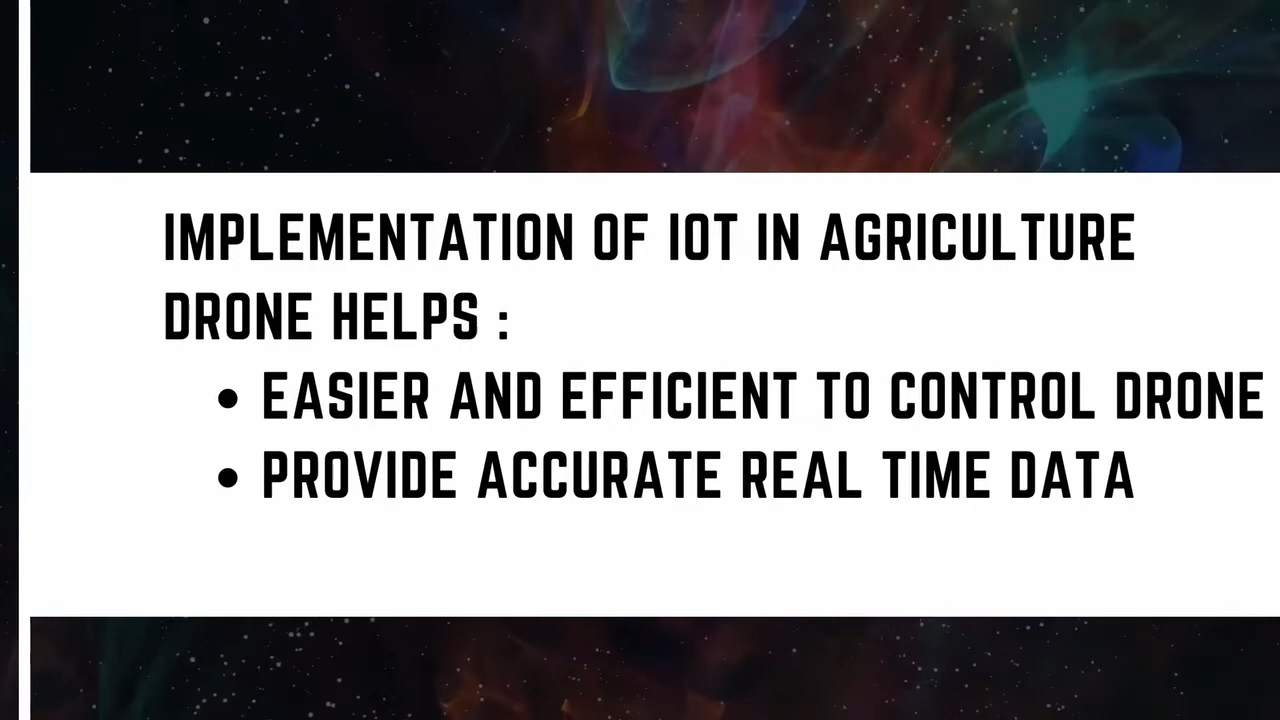 IMPLEMENTATION OF IOT IN AGRICULTURE
DRONE HELPS :
• EASIER AND EFFICIENT TO CONTROL DRONE
• PROVIDE ACCURATE REAL TIME DATA